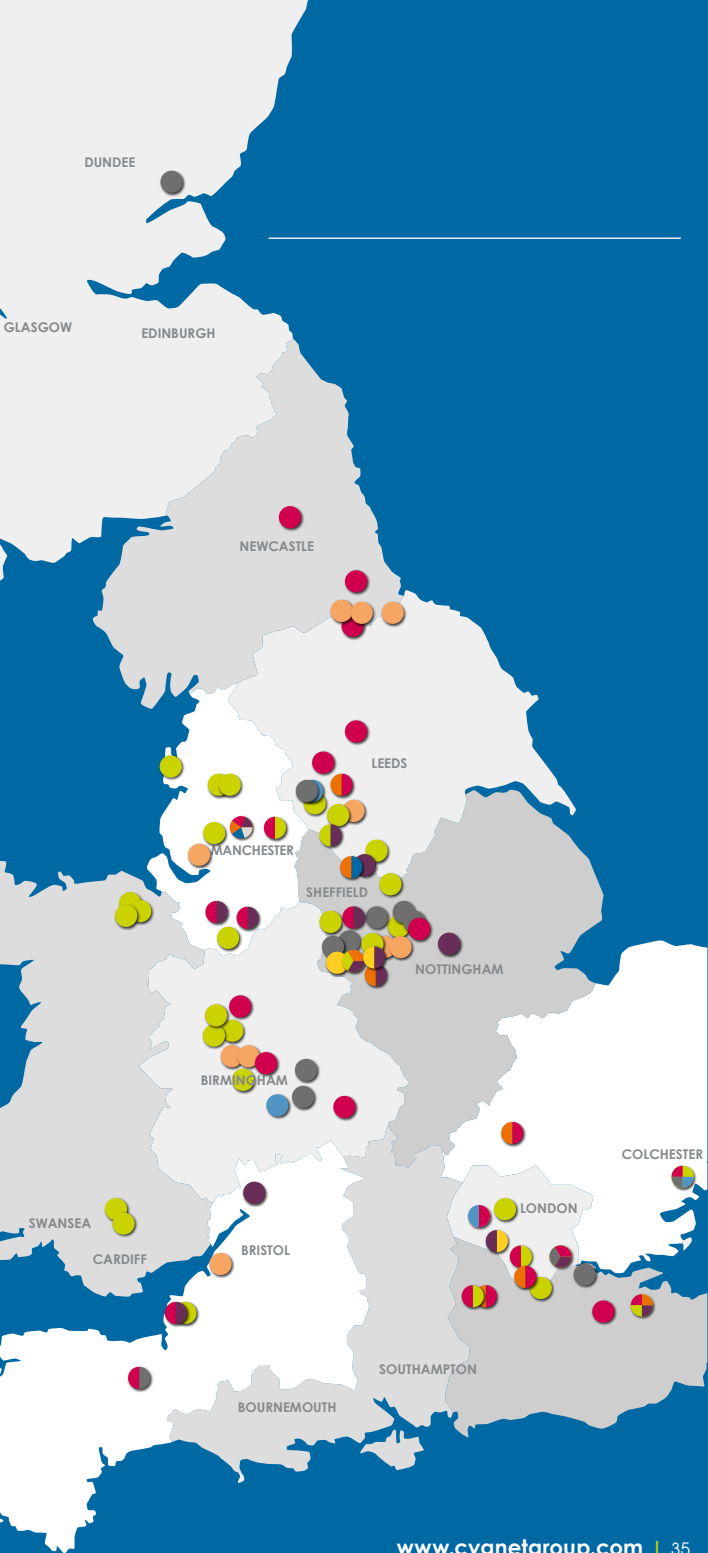 DUNDEE
GLASGOW
EDINBURGH
NEWCASTLE
LEEDS
MANCHESTER
SHEFFIELD
NOTTINGHAM
BIRMINGHAM
COLCHESTER
LONDON
SWANSEA
BRISTOL
CARDIFF
SOUTHAMPTON
BOURNEMOUTH
www.cygnetgroup.com | 35